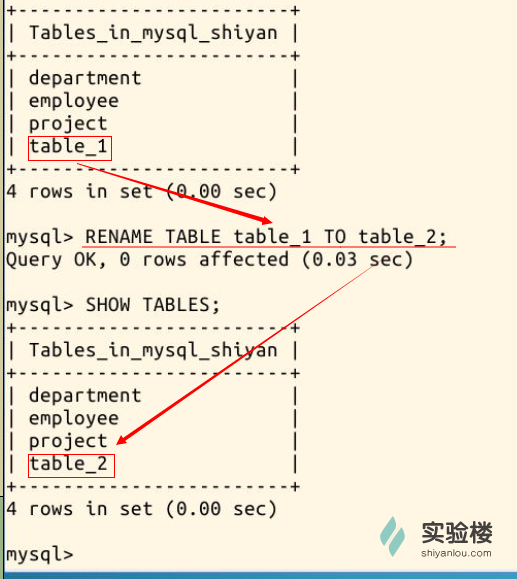 +------------------------+
| Tables_in_mysql_shiyan |
+------------------------+
| department             |
| employee               |
| project                |
| table_1                |
+------------------------+
4 rows in set (0.00 sec)
mysql> RENAME TABLE table_1 TO table_2;
Query OK, 0 rows affected (0.03 sec)
mysql> SHOW TABLES;
+------------------------+
| Tables_in_mysql_shiyan |
+------------------------+
| department             |
| employee               |
| project                |
| table_2                |
+------------------------+
4 rows in set (0.00 sec)
mysql>
实验楼
shiyanlou.com